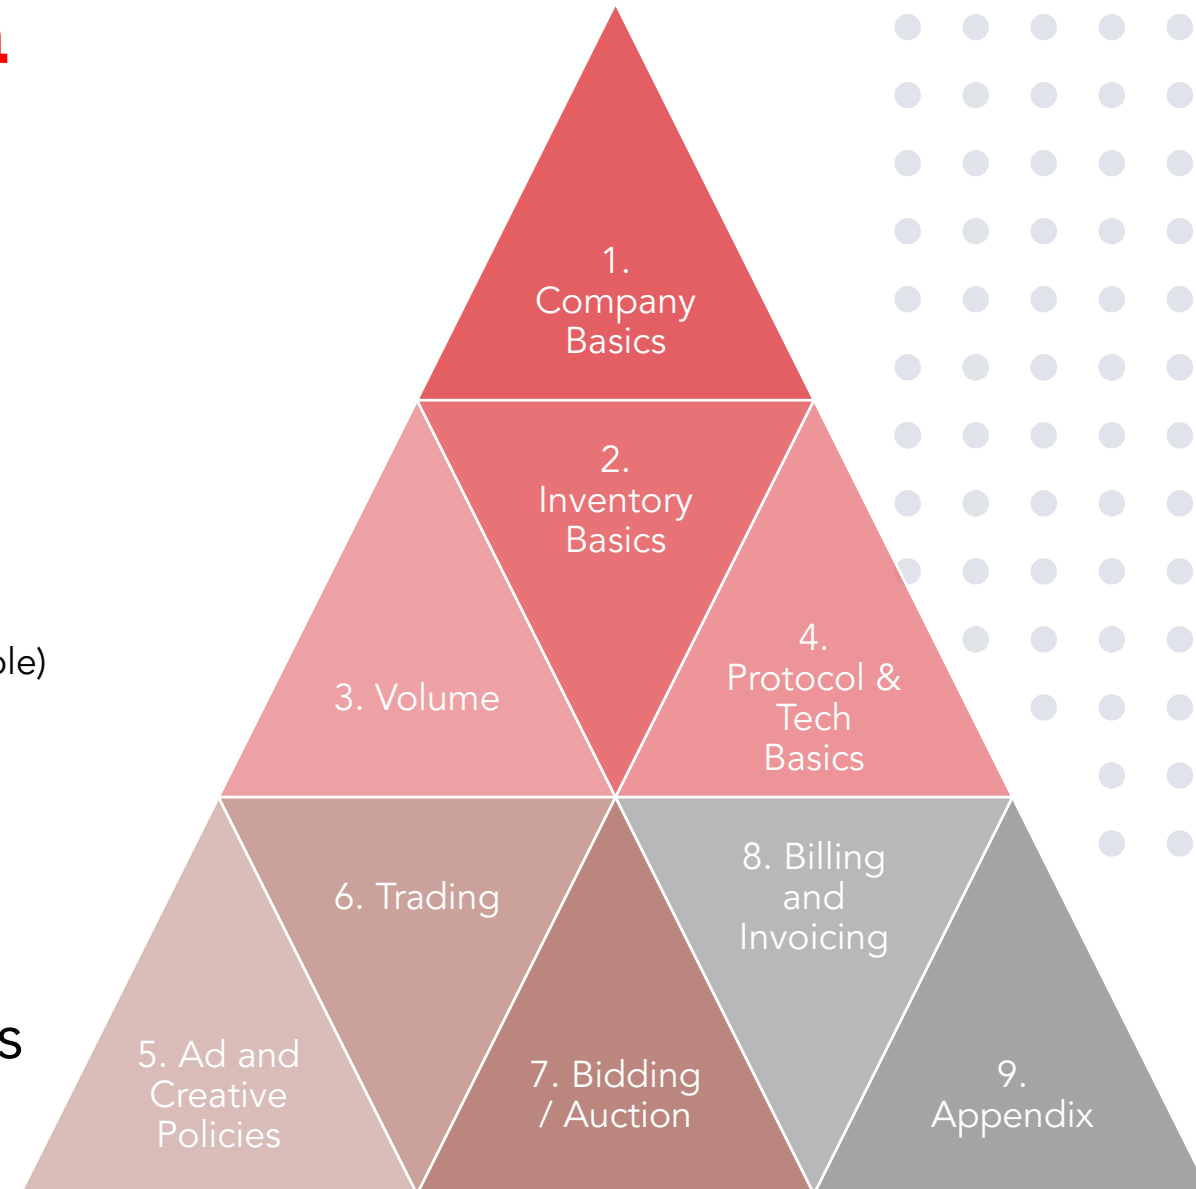 1.
Company
Basics
2.
Inventory
Basics
3. Volume
4.
Protocol &
Tech
Basics
6. Trading
8. Billing
and
Invoicing
5. Ad and
Creative
Policies
7. Bidding
/ Auction
9.
Appendix